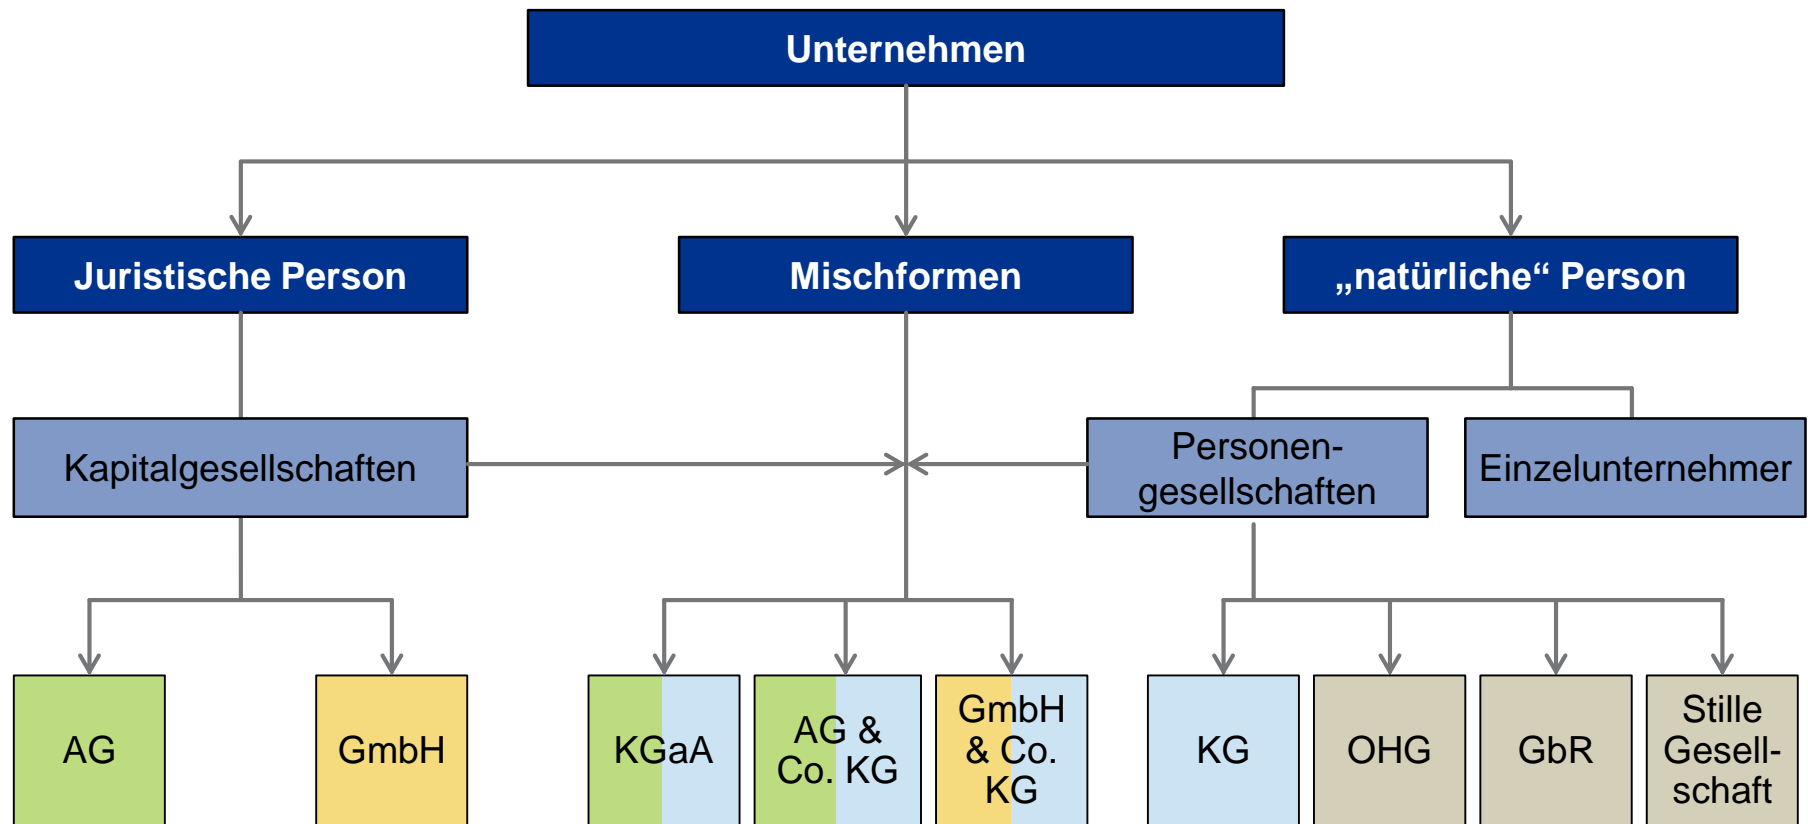 Unternehmen
Juristische Person
Mischformen
„natürliche“ Person
Kapitalgesellschaften
Personen-
gesellschaften
Einzelunternehmer
AG
GmbH
KGaA
AG &
Co. KG
GmbH
& Co.
KG
KG
OHG
GbR
Stille
Gesell-
schaft